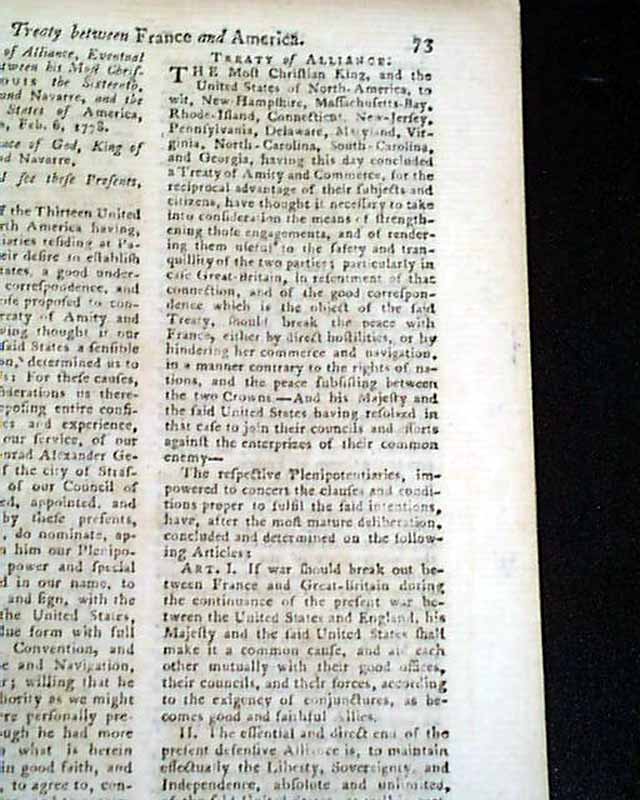 Treaty between France and America. 73
of Alliance, Eventual
tween his Moſt Chriſ-
ouis the Sixteenth,
and Navarre, and the
States of America,
Feb. 6, 1778.
ace of God, King of
d Navarre,
ll ſee theſe Preſents,
f the Thirteen United
rth America having,
iaries reſiding at Pa-
eir deſire to eſtabliſh
tates, a good under-
correſpondence, and
oſe propoſed to con-
reaty of Amity and
ving thought it our
ſaid States a ſenſible
on, determined us to
s: For theſe cauſes,
ſiderations us there-
poſing entire confi-
es and experience,
our ſervice, of our
nrad Alexander Ge-
f the city of Straſ-
of our Council of
ed, appointed, and
by theſe preſents,
do nominate, ap-
n him our Plenipo-
power and ſpecial
d in our name, to
and ſign, with the
the United States,
due form with full
Convention, and
e and Navigation,
r; willing that he
hority as we might
ere perſonally pre-
ugh he had more
n what is herein
in good faith, and
, to agree to, con-
Treaty of Alliance:
THE Moſt Chriſtian King, and the
United States of North-America, to
wit, New-Hampſhire, Maſſachuſetts-Bay,
Rhode-Iſland, Connecticut, New-Jerſey,
Pennſylvania, Delaware, Maryland, Vir-
ginia, North-Carolina, South-Carolina,
and Georgia, having this day concluded
a Treaty of Amity and Commerce, for the
reciprocal advantage of their ſubjects and
citizens, have thought it neceſſary to take
into conſideration the means of ſtrength-
ening thoſe engagements, and of render-
ing them uſeful to the ſafety and tran-
quillity of the two parties; particularly in
caſe Great-Britain, in reſentment of that
connection, and of the good correſpon-
dence which is the object of the ſaid
Treaty, ſhould break the peace with
France, either by direct hoſtilities, or by
hindering her commerce and navigation,
in a manner contrary to the rights of na-
tions, and the peace ſubſiſting between
the two Crowns.—And his Majeſty and
the ſaid United States having reſolved in
that caſe to join their councils and efforts
againſt the enterprizes of their common
enemy—
The reſpective Plenipotentiaries, im-
powered to concert the clauſes and condi-
tions proper to fulfil the ſaid intentions,
have, after the moſt mature deliberation,
concluded and determined on the follow-
ing Articles:
Art. I. If war ſhould break out be-
tween France and Great-Britain during
the continuance of the preſent war be-
tween the United States and England, his
Majeſty and the ſaid United States ſhall
make it a common cauſe, and aid each
other mutually with their good offices,
their councils, and their forces, according
to the exigency of conjunctures, as be-
comes good and faithful Allies.
II. The eſſential and direct end of the
preſent defenſive Alliance is, to maintain
effectually the Liberty, Sovereignty, and
Independence, abſolute and unlimited,